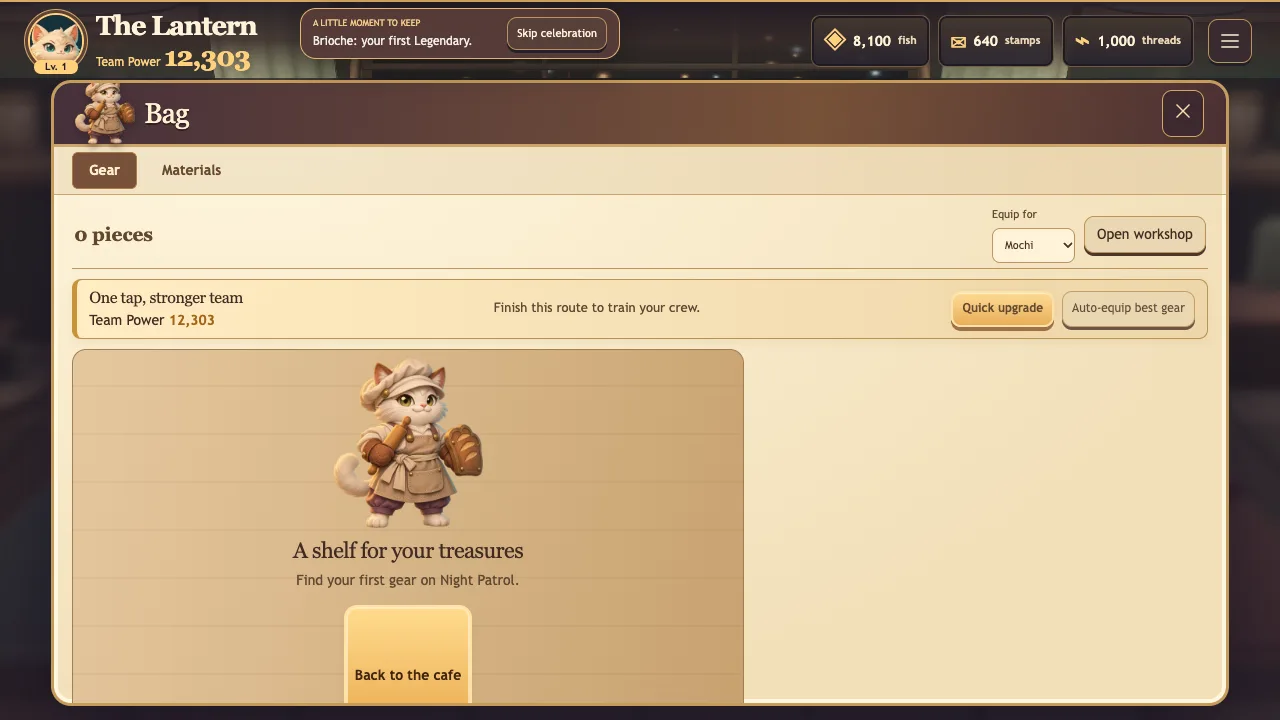 The Lantern
Team Power 12,303
Lv. 1
A LITTLE MOMENT TO KEEP
Brioche: your first Legendary.
Skip celebration
8,100 fish
640 stamps
1,000 threads
Bag
Gear
Materials
0 pieces
Equip for
Mochi
Open workshop
One tap, stronger team
Team Power 12,303
Finish this route to train your crew.
Quick upgrade
Auto-equip best gear
A shelf for your treasures
Find your first gear on Night Patrol.
Back to the cafe